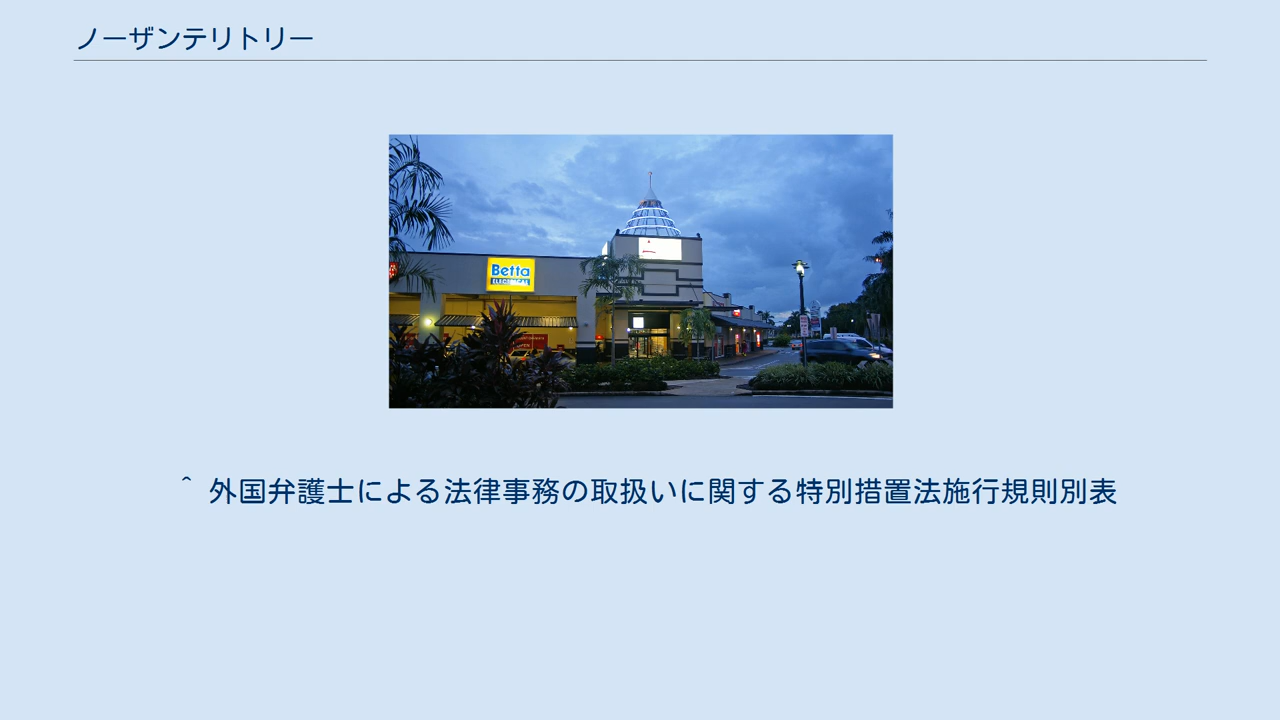 ノーザンテリトリー
Betta
ELECTRICAL
OPEN
^ 外国弁護士による法律事務の取扱いに関する特別措置法施行規則別表